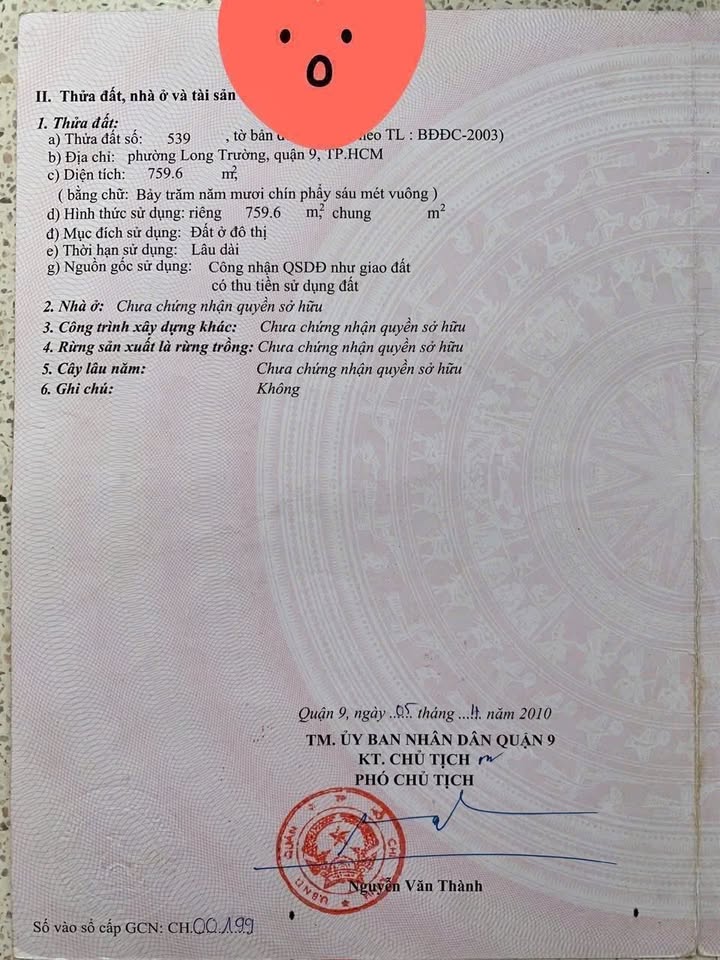 II. Thửa đất, nhà ở và tài sản
1. Thửa đất:
a) Thửa đất số: 539 , tờ bản TL : BĐĐC-2003)
b) Địa chỉ: phường Long Trường, quận 9, TP.HCM
c) Diện tích: 759.6 m²,
( bằng chữ: Bảy trăm năm mươi chín phẩy sáu mét vuông )
d) Hình thức sử dụng: riêng 759.6 m², chung m²
đ) Mục đích sử dụng: Đất ở đô thị
e) Thời hạn sử dụng: Lâu dài
g) Nguồn gốc sử dụng: Công nhận QSDĐ như giao đất
có thu tiền sử dụng đất
2. Nhà ở: Chưa chứng nhận quyền sở hữu
3. Công trình xây dựng khác: Chưa chứng nhận quyền sở hữu
4. Rừng sản xuất là rừng trồng: Chưa chứng nhận quyền sở hữu
5. Cây lâu năm: Chưa chứng nhận quyền sở hữu
6. Ghi chú: Không
Quận 9, ngày ..05. tháng ...11. năm 2010
TM. ỦY BAN NHÂN DÂN QUẬN 9
KT. CHỦ TỊCH
PHÓ CHỦ TỊCH
Nguyễn Văn Thành
Số vào sổ cấp GCN: CH.00199